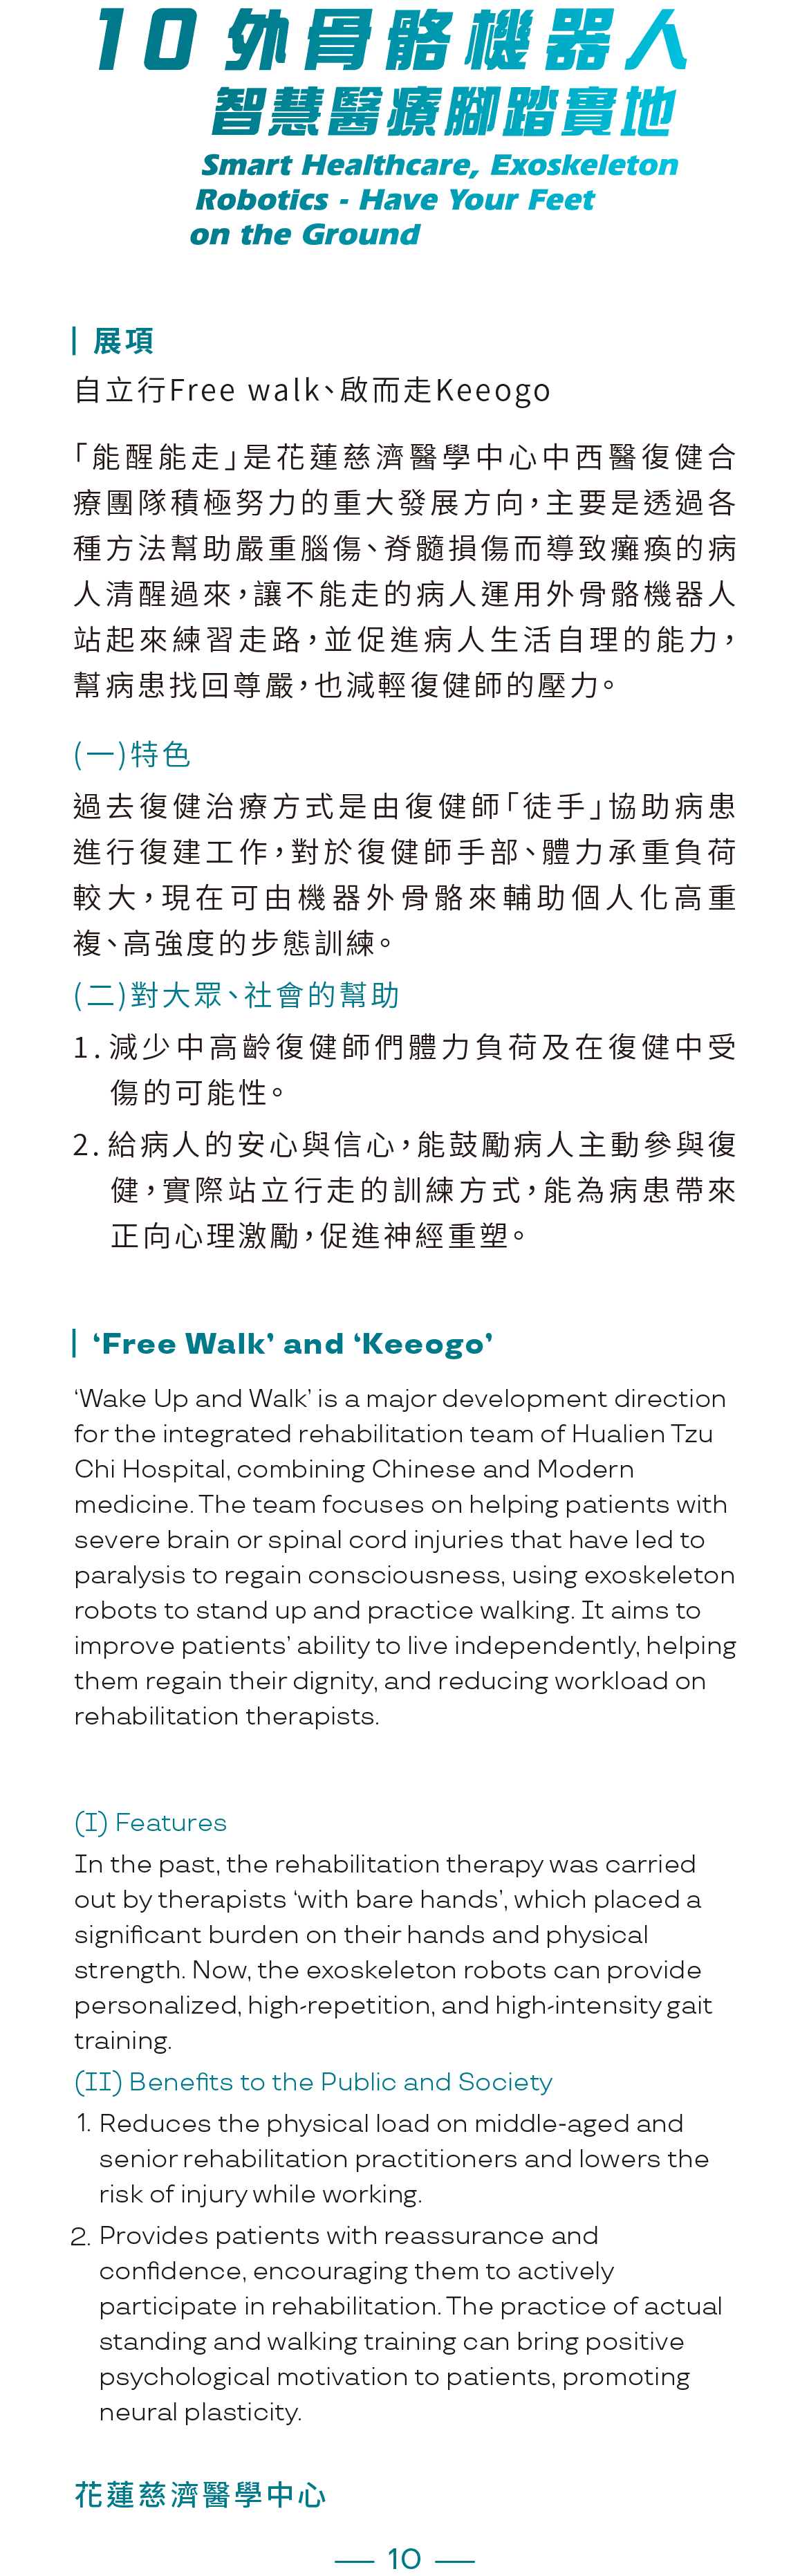 10 外骨骼機器人
智慧醫療腳踏實地
Smart Healthcare, Exoskeleton
Robotics - Have Your Feet
on the Ground
展項
自立行Free walk、啟而走Keeogo
「能醒能走」是花蓮慈濟醫學中心中西醫復健合
療團隊積極努力的重大發展方向，主要是透過各
種方法幫助嚴重腦傷、脊髓損傷而導致癱瘓的病
人清醒過來，讓不能走的病人運用外骨骼機器人
站起來練習走路，並促進病人生活自理的能力，
幫病患找回尊嚴，也減輕復健師的壓力。
(一)特色
過去復健治療方式是由復健師「徒手」協助病患
進行復建工作，對於復健師手部、體力承重負荷
較大，現在可由機器外骨骼來輔助個人化高重
複、高強度的步態訓練。
(二)對大眾、社會的幫助
1. 減少中高齡復健師們體力負荷及在復健中受
傷的可能性。
2. 給病人的安心與信心，能鼓勵病人主動參與復
健，實際站立行走的訓練方式，能為病患帶來
正向心理激勵，促進神經重塑。
‘Free Walk’ and ‘Keeogo’
‘Wake Up and Walk’ is a major development direction
for the integrated rehabilitation team of Hualien Tzu
Chi Hospital, combining Chinese and Modern
medicine. The team focuses on helping patients with
severe brain or spinal cord injuries that have led to
paralysis to regain consciousness, using exoskeleton
robots to stand up and practice walking. It aims to
improve patients’ ability to live independently, helping
them regain their dignity, and reducing workload on
rehabilitation therapists.
(I) Features
In the past, the rehabilitation therapy was carried
out by therapists ‘with bare hands’, which placed a
significant burden on their hands and physical
strength. Now, the exoskeleton robots can provide
personalized, high-repetition, and high-intensity gait
training.
(II) Benefits to the Public and Society
1. Reduces the physical load on middle-aged and
senior rehabilitation practitioners and lowers the
risk of injury while working.
2. Provides patients with reassurance and
confidence, encouraging them to actively
participate in rehabilitation. The practice of actual
standing and walking training can bring positive
psychological motivation to patients, promoting
neural plasticity.
花蓮慈濟醫學中心
— 10 —